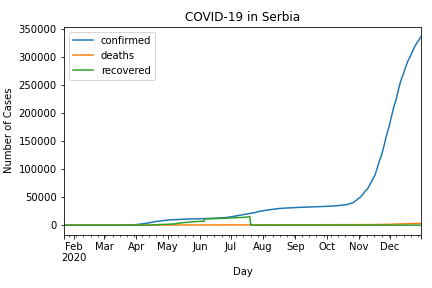 COVID-19 in Serbia
confirmed
deaths
recovered
Number of Cases
350000
300000
250000
200000
150000
100000
50000
0
Feb Mar Apr May Jun Jul Aug Sep Oct Nov Dec
2020
Day